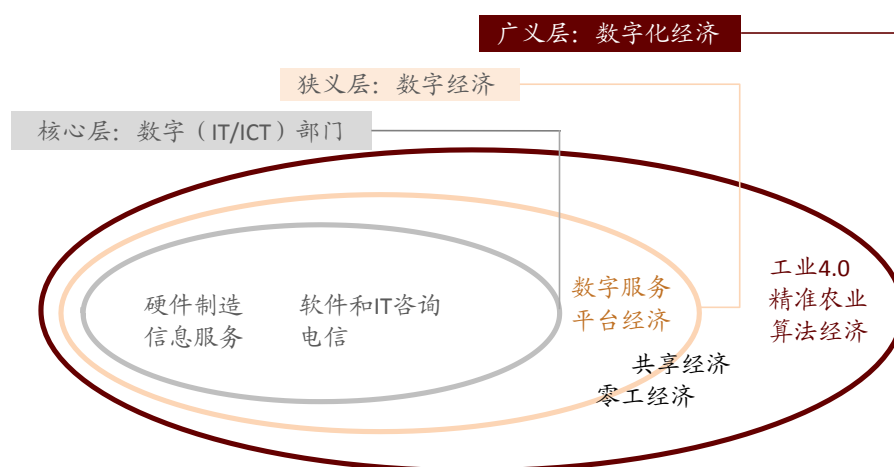 广义层：数字化经济
狭义层：数字经济
核心层：数字（IT/ICT）部门
硬件制造
信息服务
软件和IT咨询
电信
数字服务
平台经济
共享经济
零工经济
工业4.0
精准农业
算法经济